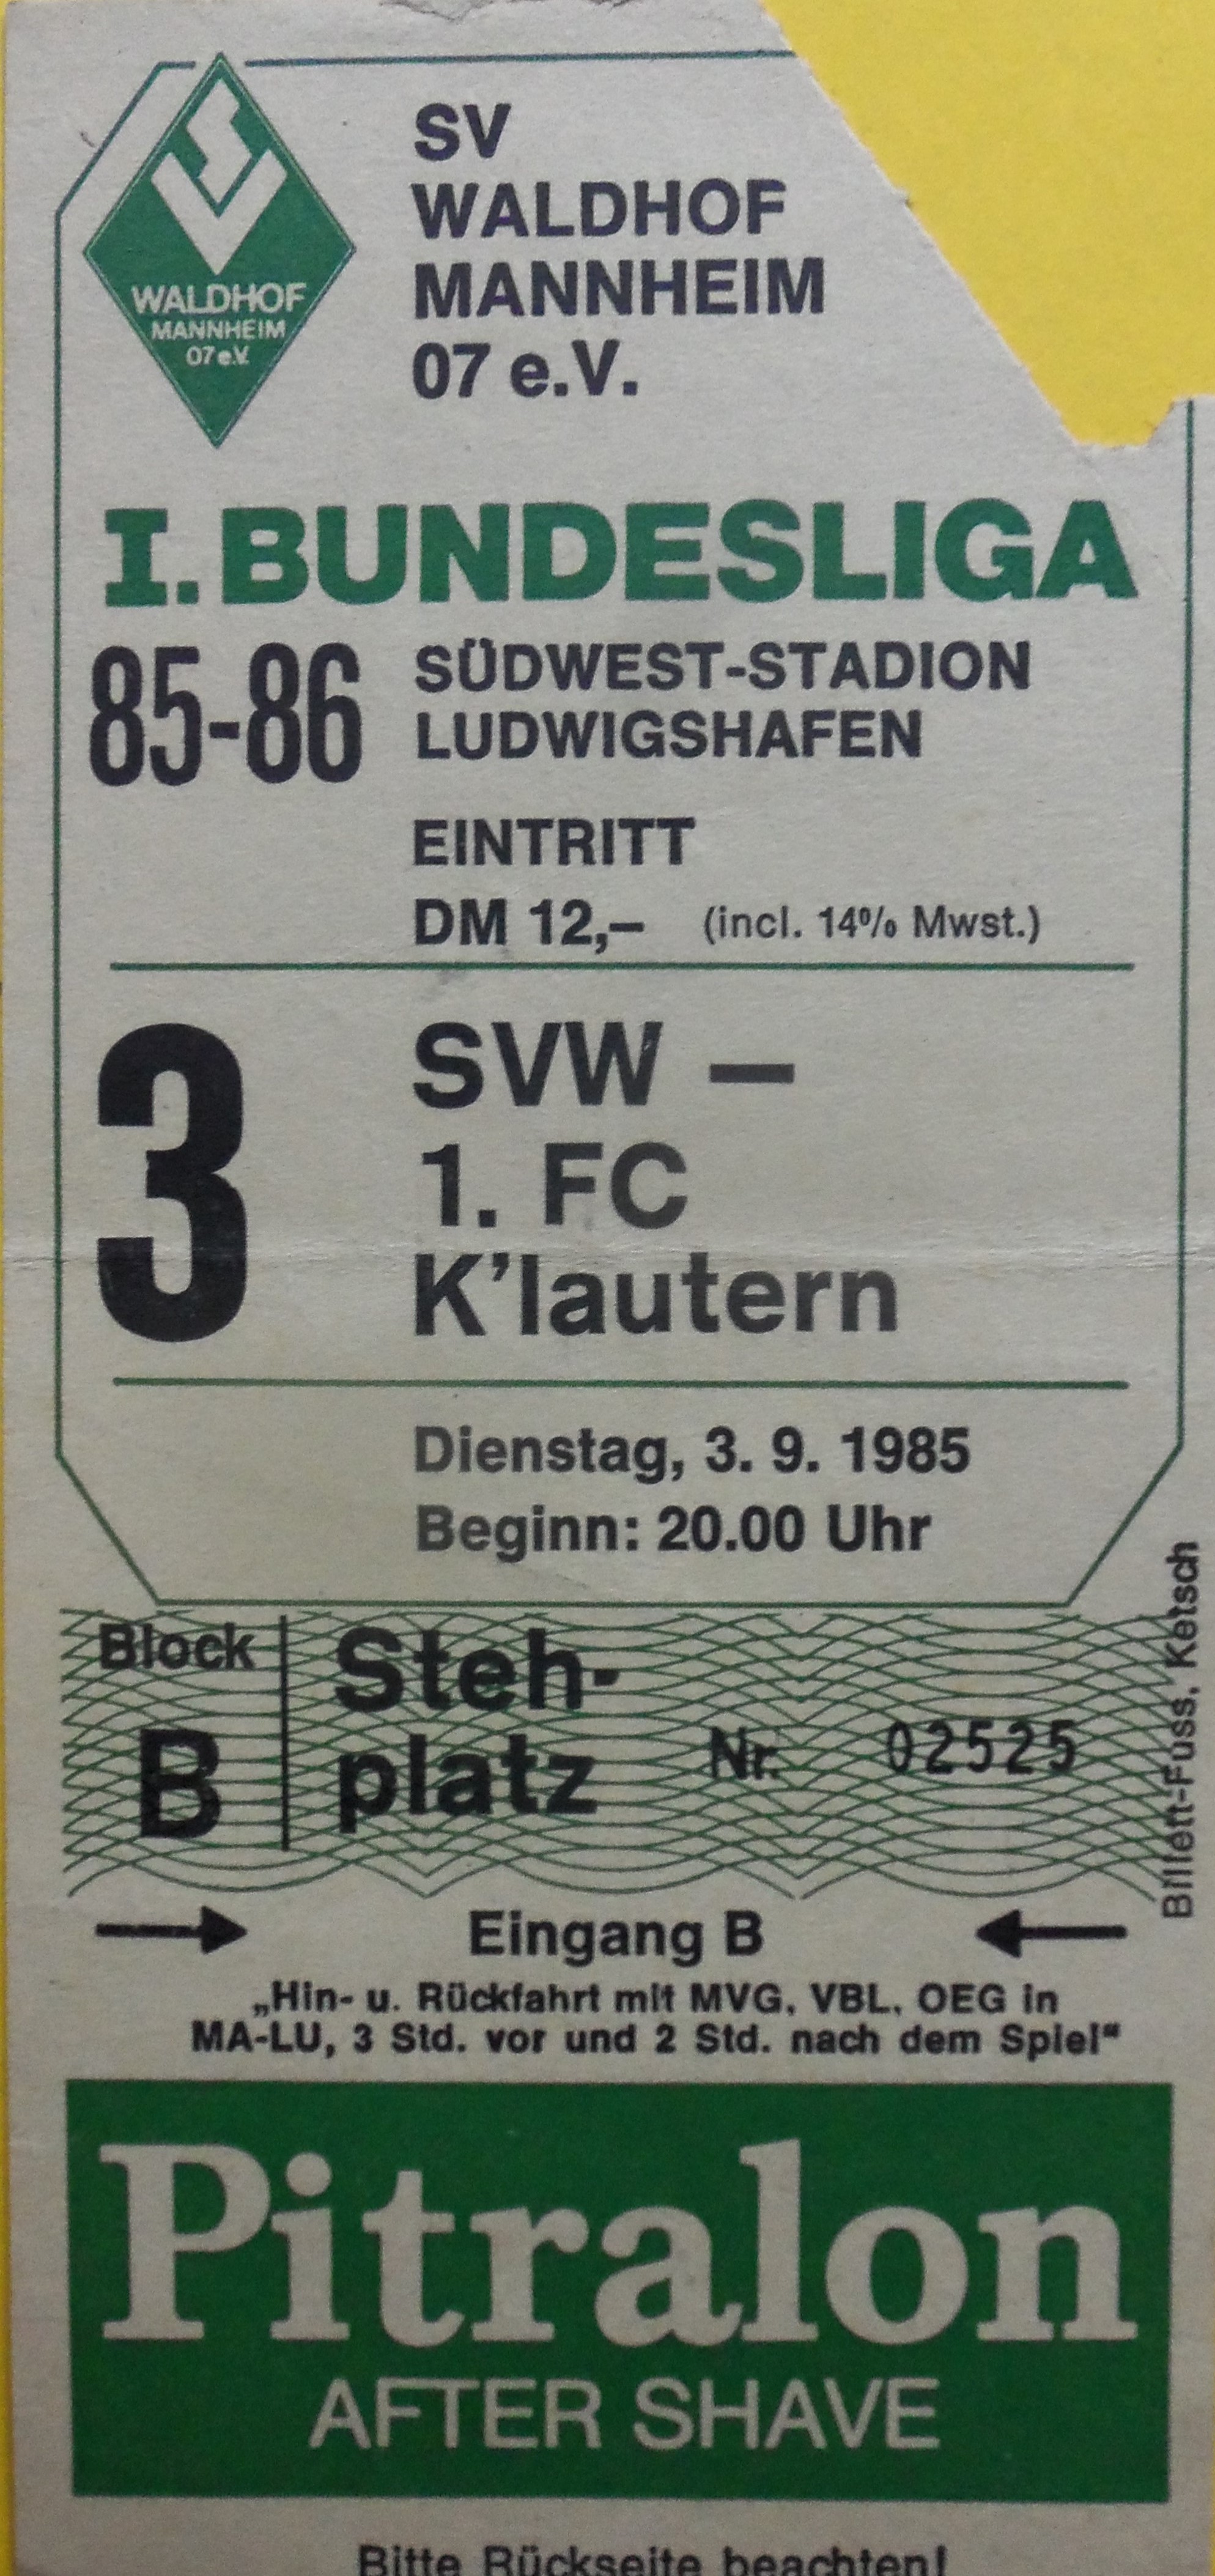 SV
WALDHOF
MANNHEIM
07 e.V.
WALDHOF
MANNHEIM
07 e.V.
I. BUNDESLIGA
85-86
SÜDWEST-STADION
LUDWIGSHAFEN
EINTRITT
DM 12,– (incl. 14% Mwst.)
3
SVW –
1. FC
K'lautern
Dienstag, 3. 9. 1985
Beginn: 20.00 Uhr
Block
B
Steh-
platz
Nr. 02525
Billett-Fuss, Ketsch
Eingang B
„Hin- u. Rückfahrt mit MVG, VBL, OEG in
MA-LU, 3 Std. vor und 2 Std. nach dem Spiel“
Pitralon
AFTER SHAVE
Bitte Rückseite beachten!